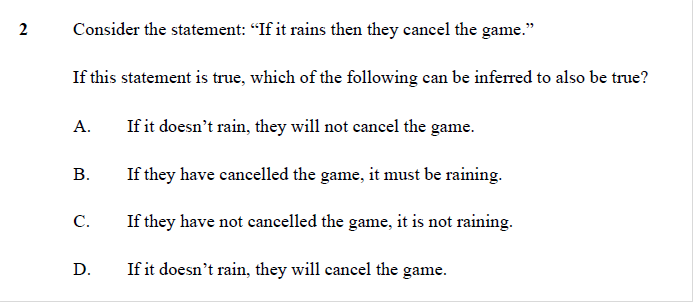 2 Consider the statement: “If it rains then they cancel the game.”
If this statement is true, which of the following can be inferred to also be true?
A. If it doesn’t rain, they will not cancel the game.
B. If they have cancelled the game, it must be raining.
C. If they have not cancelled the game, it is not raining.
D. If it doesn’t rain, they will cancel the game.